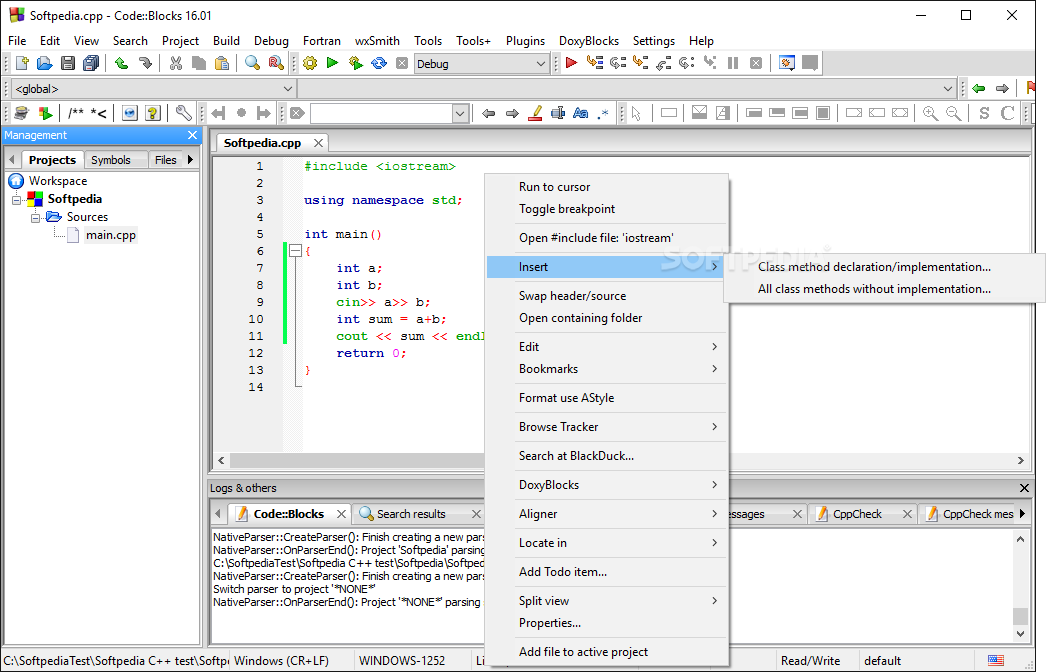 Softpedia.cpp - Code::Blocks 16.01
File Edit View Search Project Build Debug Fortran wxSmith Tools Tools+ Plugins DoxyBlocks Settings Help
Debug
<global>
/** *<
S C
Management
Projects Symbols Files
Workspace
Softpedia
Sources
main.cpp
Softpedia.cpp
1 #include <iostream>
2
3 using namespace std;
4
5 int main()
6 {
7 int a;
8 int b;
9 cin>> a>> b;
10 int sum = a+b;
11 cout << sum << endl
12 return 0;
13 }
14
Run to cursor
Toggle breakpoint
Open #include file: 'iostream'
Insert
Class method declaration/implementation...
All class methods without implementation...
Swap header/source
Open containing folder
Edit
Bookmarks
Format use AStyle
Browse Tracker
Search at BlackDuck...
DoxyBlocks
Aligner
Locate in
Add Todo item...
Split view
Properties...
Add file to active project
SOFTPEDIA
Logs & others
Code::Blocks Search results essages CppCheck CppCheck mes
NativeParser::CreateParser(): Finish creating a new pars
NativeParser::OnParserEnd(): Project 'Softpedia' parsing
C:\SoftpediaTest\Softpedia C++ test\Softpedia\Softped
NativeParser::CreateParser(): Finish creating a new pars
Switch parser to project '*NONE*'
NativeParser::OnParserEnd(): Project '*NONE*' parsing
C:\SoftpediaTest\Softpedia C++ test\Softp Windows (CR+LF) WINDOWS-1252 Li Read/Write default